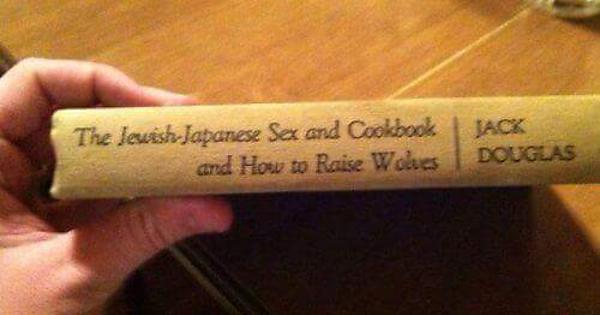 The Jewish-Japanese Sex and Cookbook
and How to Raise Wolves
JACK
DOUGLAS